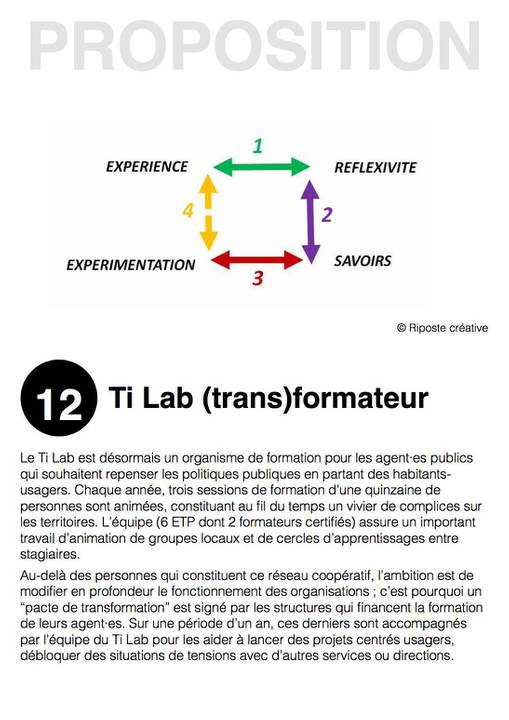 PROPOSITION
1
EXPERIENCE
REFLEXIVITE
4
2
EXPERIMENTATION
SAVOIRS
3
© Riposte créative
12 Ti Lab (trans)formateur
Le Ti Lab est désormais un organisme de formation pour les agent·es publics
qui souhaitent repenser les politiques publiques en partant des habitants-
usagers. Chaque année, trois sessions de formation d'une quinzaine de
personnes sont animées, constituant au fil du temps un vivier de complices sur
les territoires. L'équipe (6 ETP dont 2 formateurs certifiés) assure un important
travail d'animation de groupes locaux et de cercles d'apprentissages entre
stagiaires.
Au-delà des personnes qui constituent ce réseau coopératif, l'ambition est de
modifier en profondeur le fonctionnement des organisations ; c'est pourquoi un
“pacte de transformation” est signé par les structures qui financent la formation
de leurs agent·es. Sur une période d'un an, ces derniers sont accompagnés
par l'équipe du Ti Lab pour les aider à lancer des projets centrés usagers,
débloquer des situations de tensions avec d'autres services ou directions.